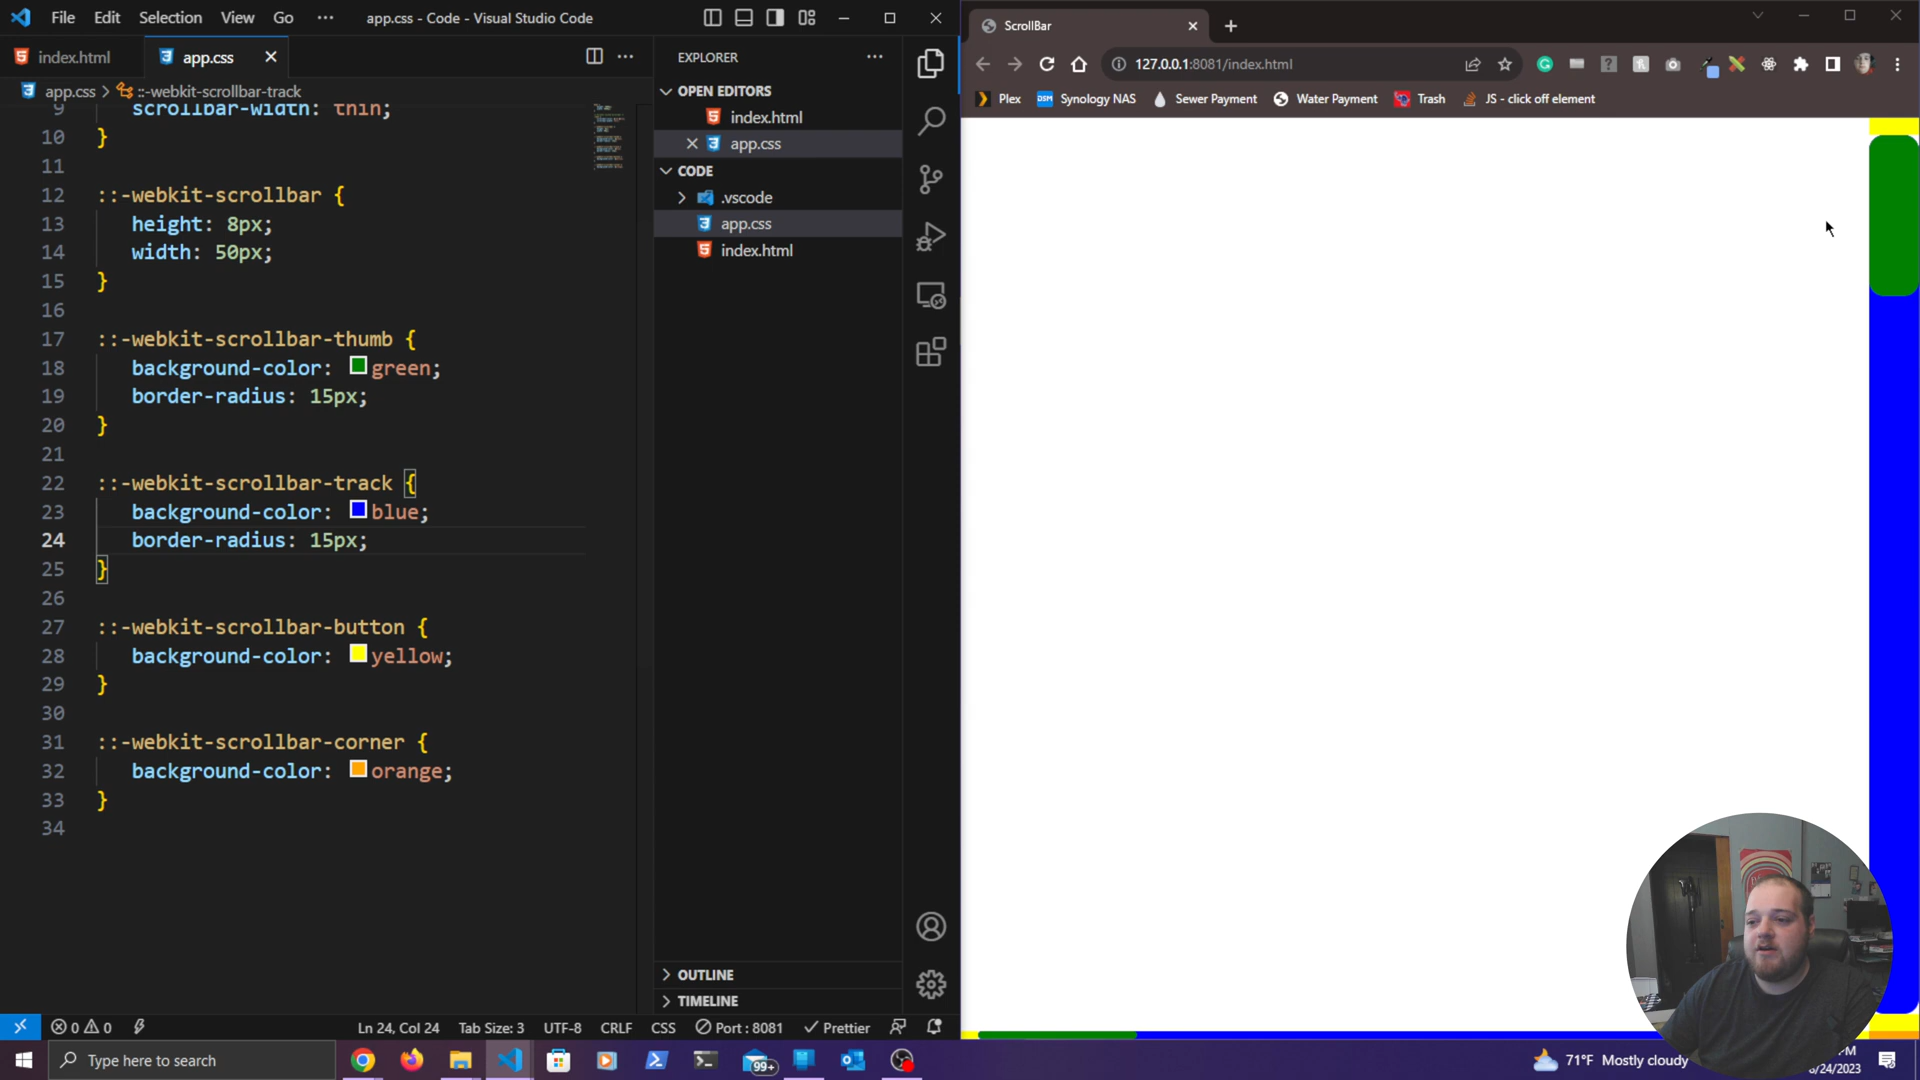 File Edit Selection View Go ··· app.css - Code - Visual Studio Code
index.html app.css
app.css > ::-webkit-scrollbar-track
9 scrollbar-width: thin;
10 }
11
12 ::-webkit-scrollbar {
13 height: 8px;
14 width: 50px;
15 }
16
17 ::-webkit-scrollbar-thumb {
18 background-color: green;
19 border-radius: 15px;
20 }
21
22 ::-webkit-scrollbar-track {
23 background-color: blue;
24 border-radius: 15px;
25 }
26
27 ::-webkit-scrollbar-button {
28 background-color: yellow;
29 }
30
31 ::-webkit-scrollbar-corner {
32 background-color: orange;
33 }
34
EXPLORER
OPEN EDITORS
index.html
app.css
CODE
.vscode
app.css
index.html
OUTLINE
TIMELINE
0 0 Ln 24, Col 24 Tab Size: 3 UTF-8 CRLF CSS Port : 8081 Prettier
ScrollBar
127.0.0.1:8081/index.html
Plex DSM Synology NAS Sewer Payment Water Payment Trash JS - click off element
Type here to search
99+
71°F Mostly cloudy
PM
/24/2023